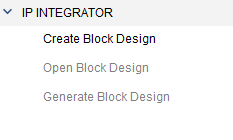 IP INTEGRATOR
Create Block Design
Open Block Design
Generate Block Design